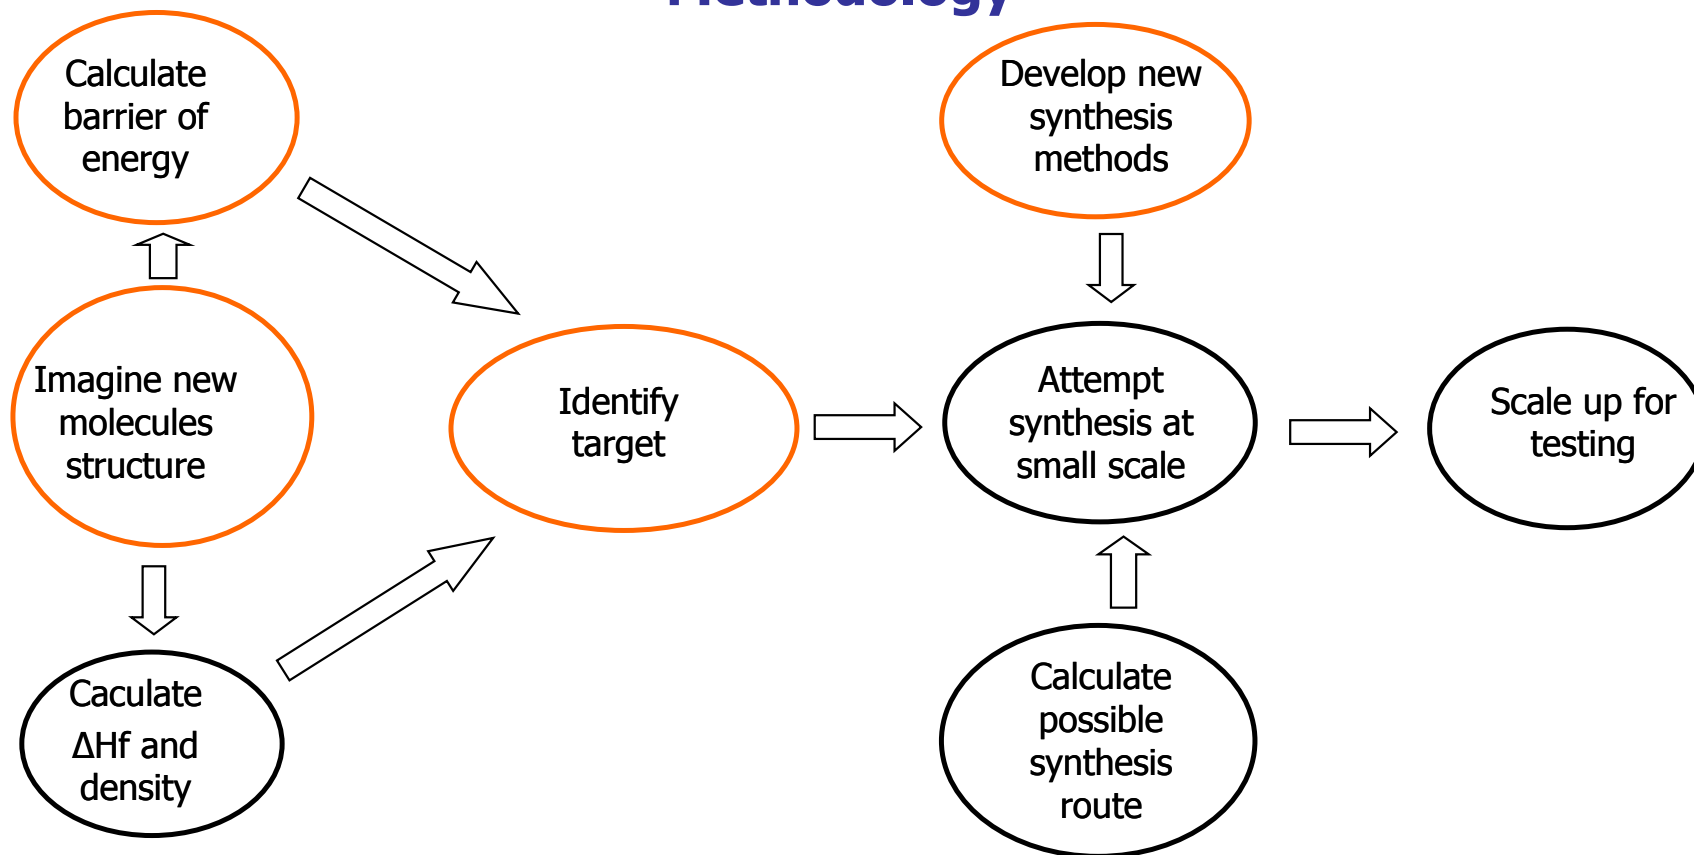 Methodology
Calculate
barrier of
energy
Develop new
synthesis
methods
Imagine new
molecules
structure
Identify
target
Attempt
synthesis at
small scale
Scale up for
testing
Caculate
ΔHf and
density
Calculate
possible
synthesis
route